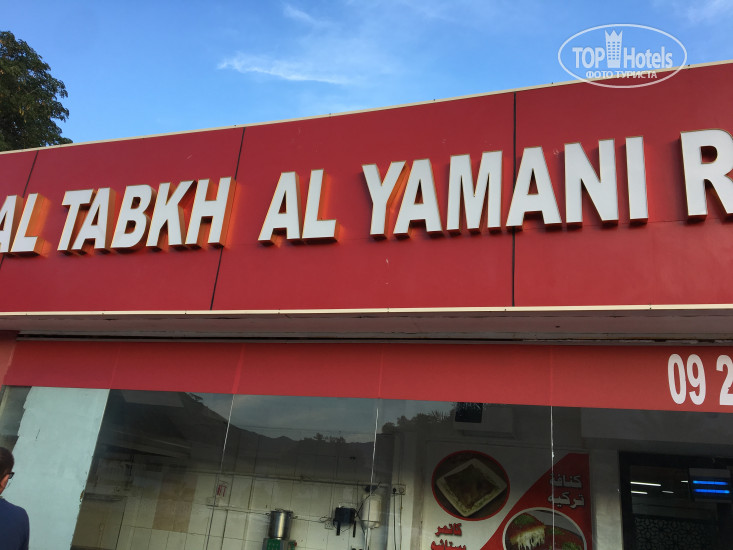 TOP Hotels
ФОТО ТУРИСТА
AL TABKH AL YAMANI R
09 2
كنافة
تركية